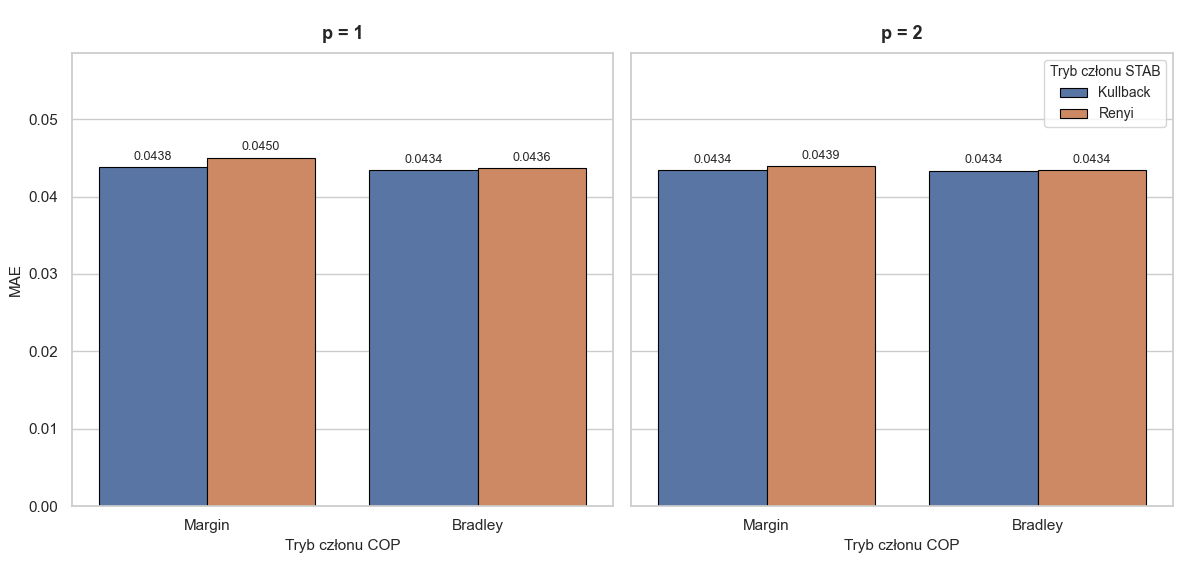 p = 1
p = 2
MAE
0.05
0.04
0.03
0.02
0.01
0.00
0.0438
0.0450
0.0434
0.0436
Margin
Bradley
Tryb członu COP
Tryb członu STAB
Kullback
Renyi
0.0434
0.0439
0.0434
0.0434
Margin
Bradley
Tryb członu COP